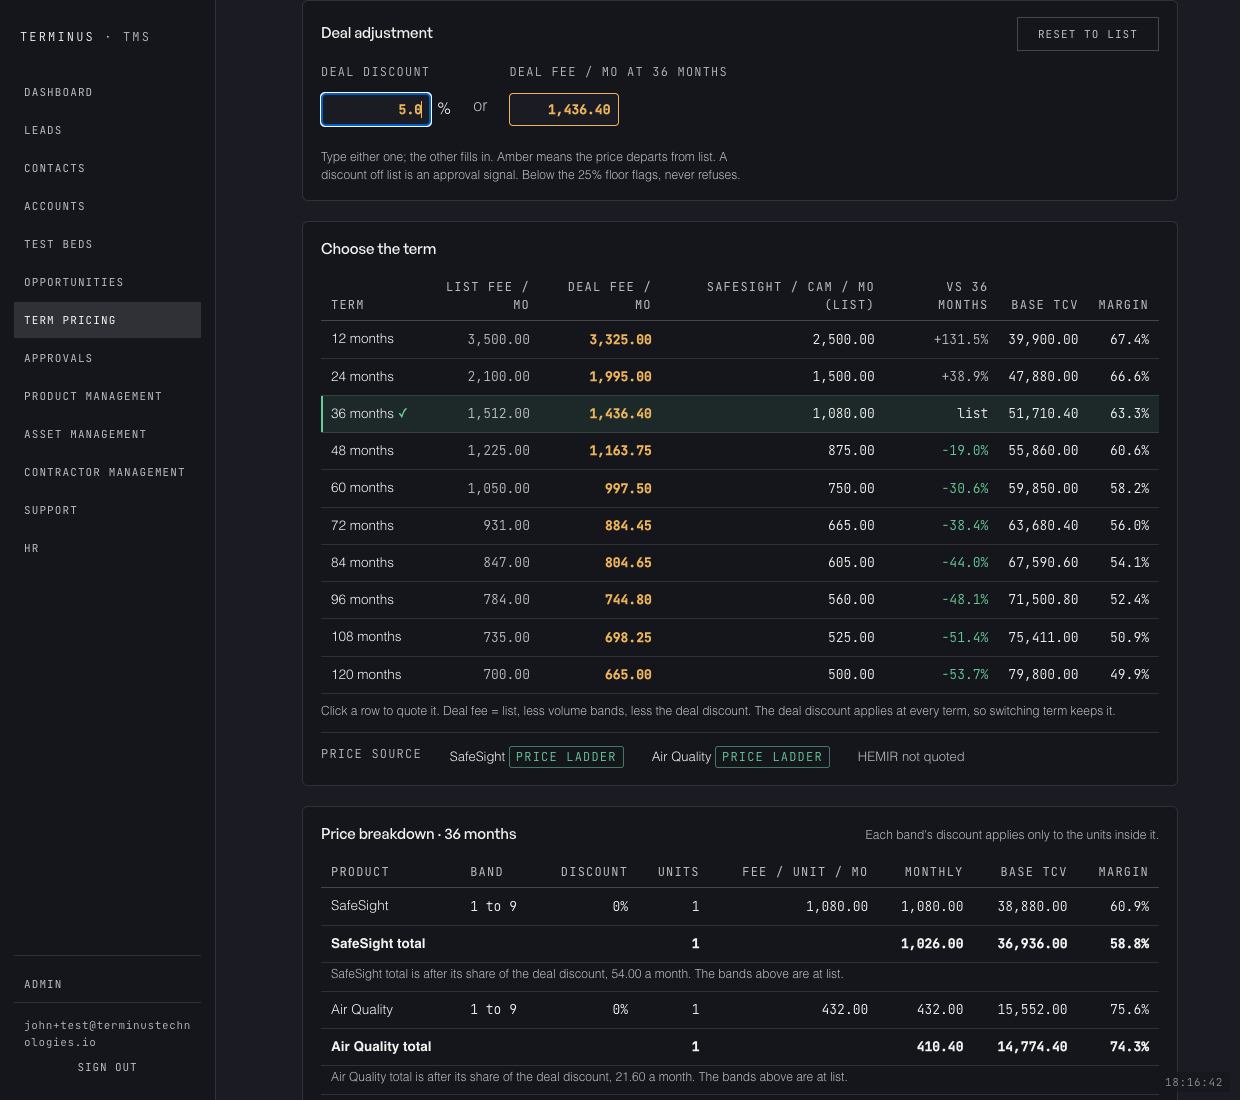 TERMINUS · TMS
DASHBOARD
LEADS
CONTACTS
ACCOUNTS
TEST BEDS
OPPORTUNITIES
TERM PRICING
APPROVALS
PRODUCT MANAGEMENT
ASSET MANAGEMENT
CONTRACTOR MANAGEMENT
SUPPORT
HR
ADMIN
john+test@terminustechn
ologies.io
SIGN OUT
Deal adjustment
RESET TO LIST
DEAL DISCOUNT DEAL FEE / MO AT 36 MONTHS
5.0 % or 1,436.40
Type either one; the other fills in. Amber means the price departs from list. A
discount off list is an approval signal. Below the 25% floor flags, never refuses.
Choose the term
LIST FEE / DEAL FEE / SAFESIGHT / CAM / MO VS 36
TERM MO MO (LIST) MONTHS BASE TCV MARGIN
12 months 3,500.00 3,325.00 2,500.00 +131.5% 39,900.00 67.4%
24 months 2,100.00 1,995.00 1,500.00 +38.9% 47,880.00 66.6%
36 months ✓ 1,512.00 1,436.40 1,080.00 list 51,710.40 63.3%
48 months 1,225.00 1,163.75 875.00 -19.0% 55,860.00 60.6%
60 months 1,050.00 997.50 750.00 -30.6% 59,850.00 58.2%
72 months 931.00 884.45 665.00 -38.4% 63,680.40 56.0%
84 months 847.00 804.65 605.00 -44.0% 67,590.60 54.1%
96 months 784.00 744.80 560.00 -48.1% 71,500.80 52.4%
108 months 735.00 698.25 525.00 -51.4% 75,411.00 50.9%
120 months 700.00 665.00 500.00 -53.7% 79,800.00 49.9%
Click a row to quote it. Deal fee = list, less volume bands, less the deal discount. The deal discount applies at every term, so switching term keeps it.
PRICE SOURCE SafeSight PRICE LADDER Air Quality PRICE LADDER HEMIR not quoted
Price breakdown · 36 months Each band's discount applies only to the units inside it.
PRODUCT BAND DISCOUNT UNITS FEE / UNIT / MO MONTHLY BASE TCV MARGIN
SafeSight 1 to 9 0% 1 1,080.00 1,080.00 38,880.00 60.9%
SafeSight total 1 1,026.00 36,936.00 58.8%
SafeSight total is after its share of the deal discount, 54.00 a month. The bands above are at list.
Air Quality 1 to 9 0% 1 432.00 432.00 15,552.00 75.6%
Air Quality total 1 410.40 14,774.40 74.3%
Air Quality total is after its share of the deal discount, 21.60 a month. The bands above are at list.
18:16:42